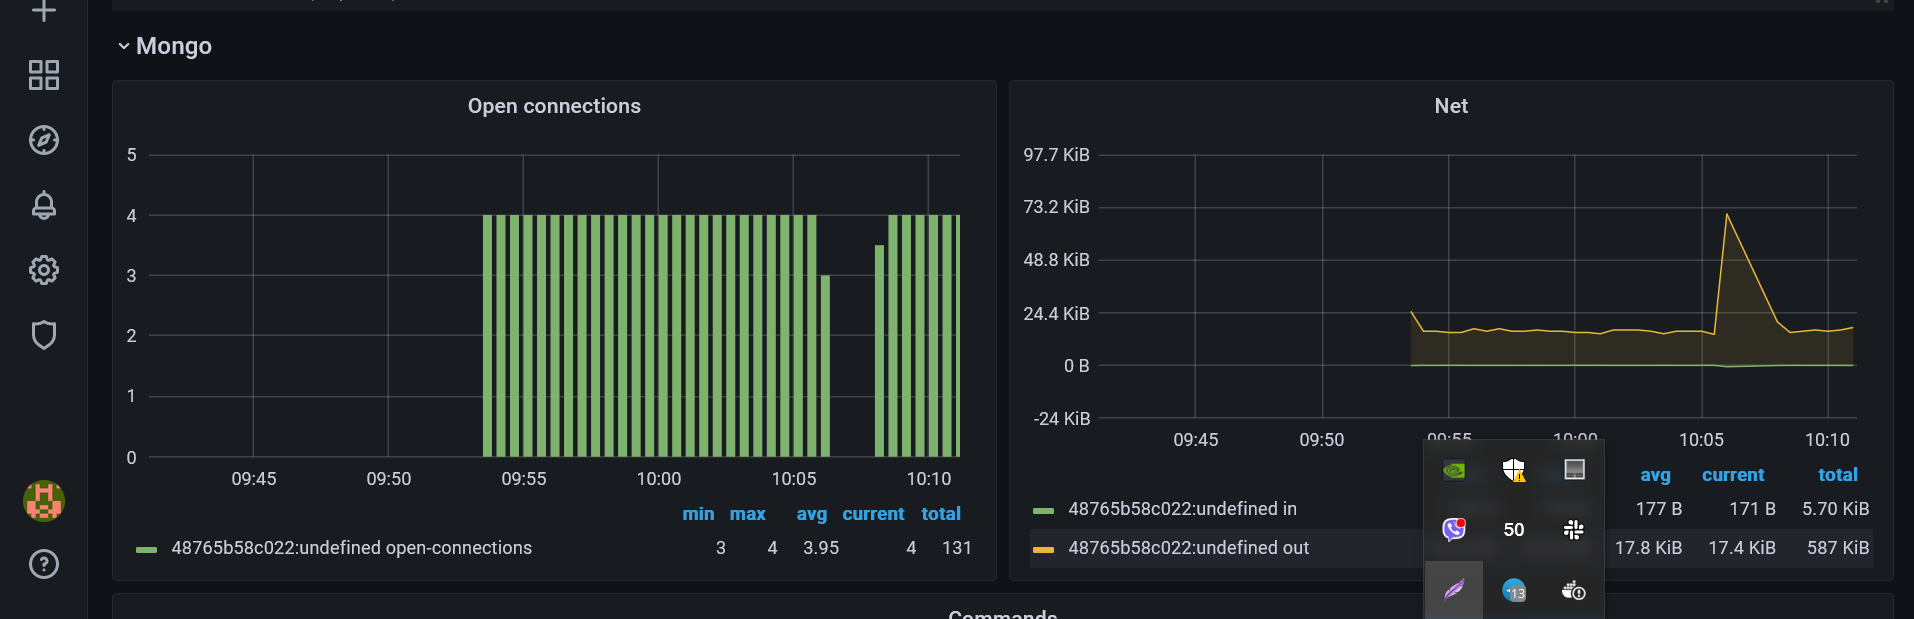 Mongo
Open connections
5
4
3
2
1
0
09:45 09:50 09:55 10:00 10:05 10:10
min max avg current total
48765b58c022:undefined open-connections 3 4 3.95 4 131
Net
97.7 KiB
73.2 KiB
48.8 KiB
24.4 KiB
0 B
-24 KiB
09:45 09:50 09:55 10:00 10:05 10:10
avg current total
48765b58c022:undefined in 177 B 171 B 5.70 KiB
48765b58c022:undefined out 17.8 KiB 17.4 KiB 587 KiB
50
13
Commands